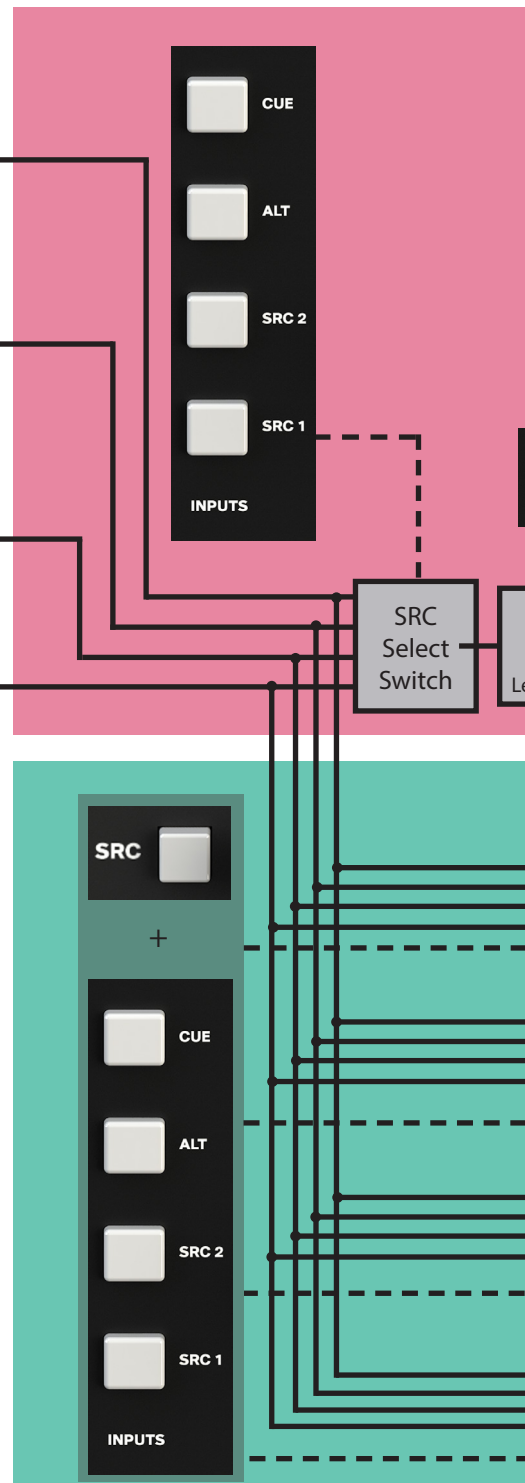 CUE
ALT
SRC 2
SRC 1
INPUTS
SRC
Select
Switch
SRC
+
CUE
ALT
SRC 2
SRC 1
INPUTS